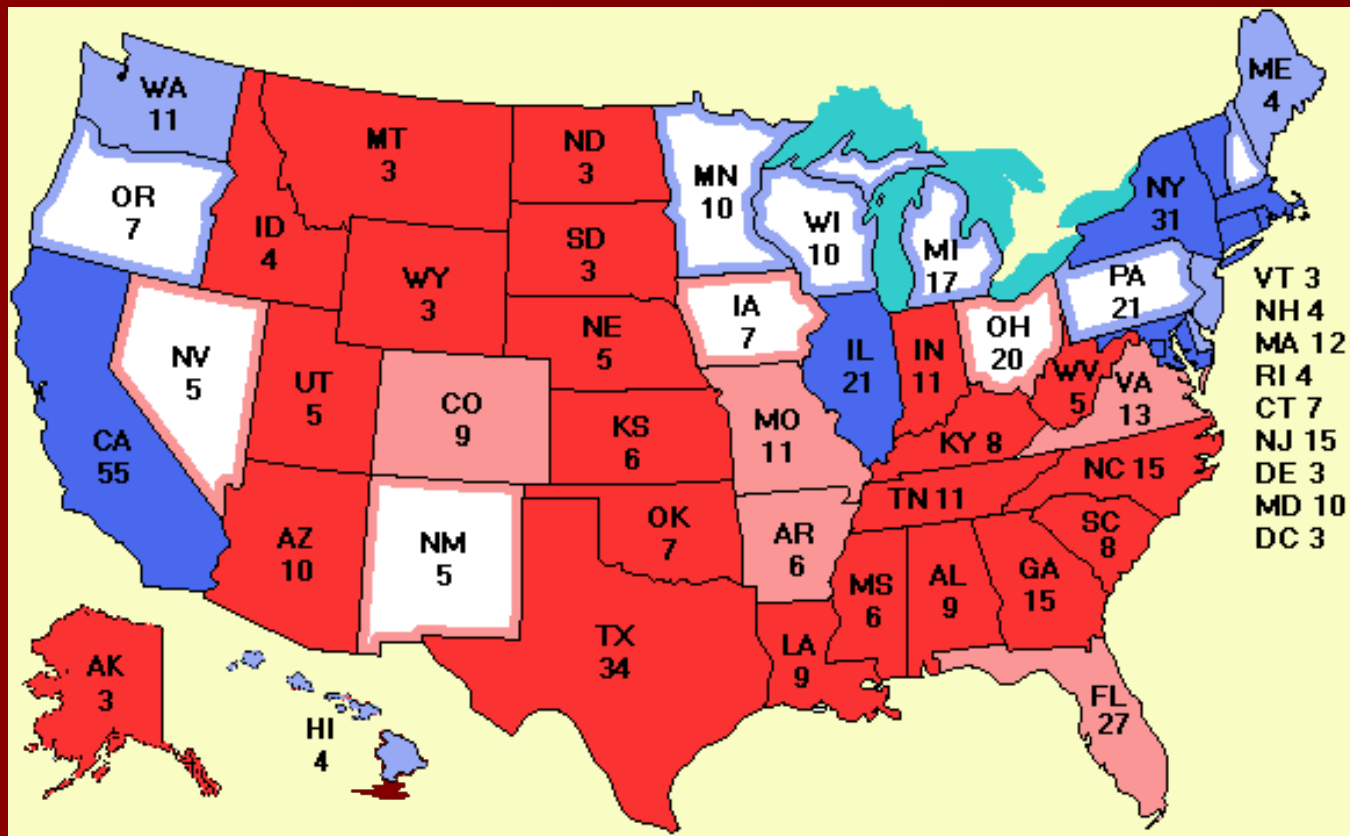 WA
11
ME
4
MT
3
ND
3
MN
10
OR
7
ID
4
WI
10
NY
31
SD
3
WY
3
MI
17
PA
21
IA
7
OH
20
NE
5
NV
5
UT
5
CO
9
IL
21
IN
11
WV
5
VA
13
CA
55
KS
6
MO
11
KY 8
NC 15
TN 11
AZ
10
NM
5
OK
7
AR
6
SC
8
MS
6
AL
9
GA
15
TX
34
LA
9
AK
3
HI
4
FL
27
VT 3
NH 4
MA 12
RI 4
CT 7
NJ 15
DE 3
MD 10
DC 3